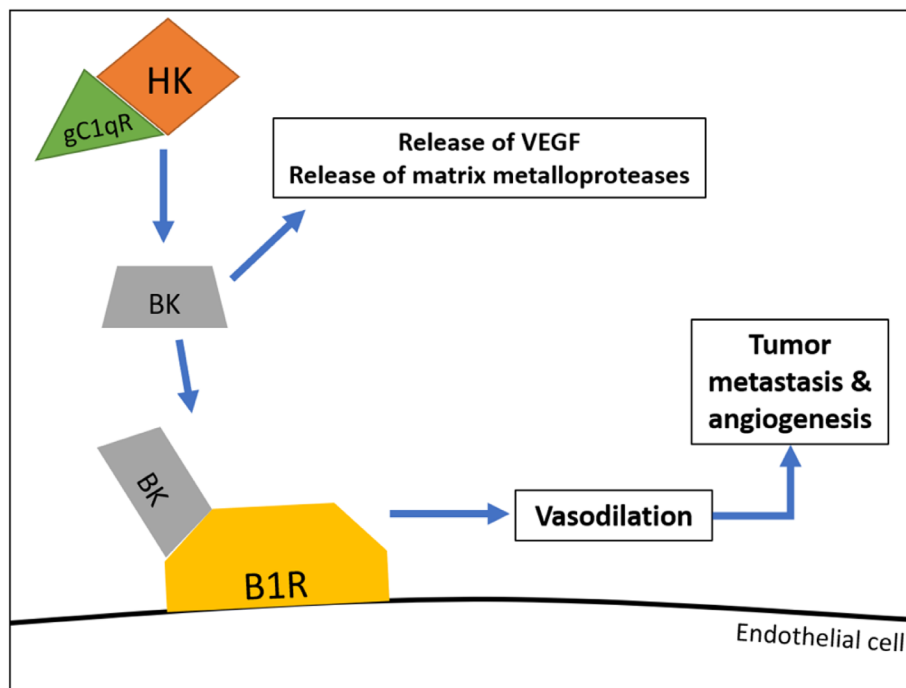 HK
gC1qR
Release of VEGF
Release of matrix metalloproteases
BK
Tumor
metastasis &
angiogenesis
BK
Vasodilation
B1R
Endothelial cell